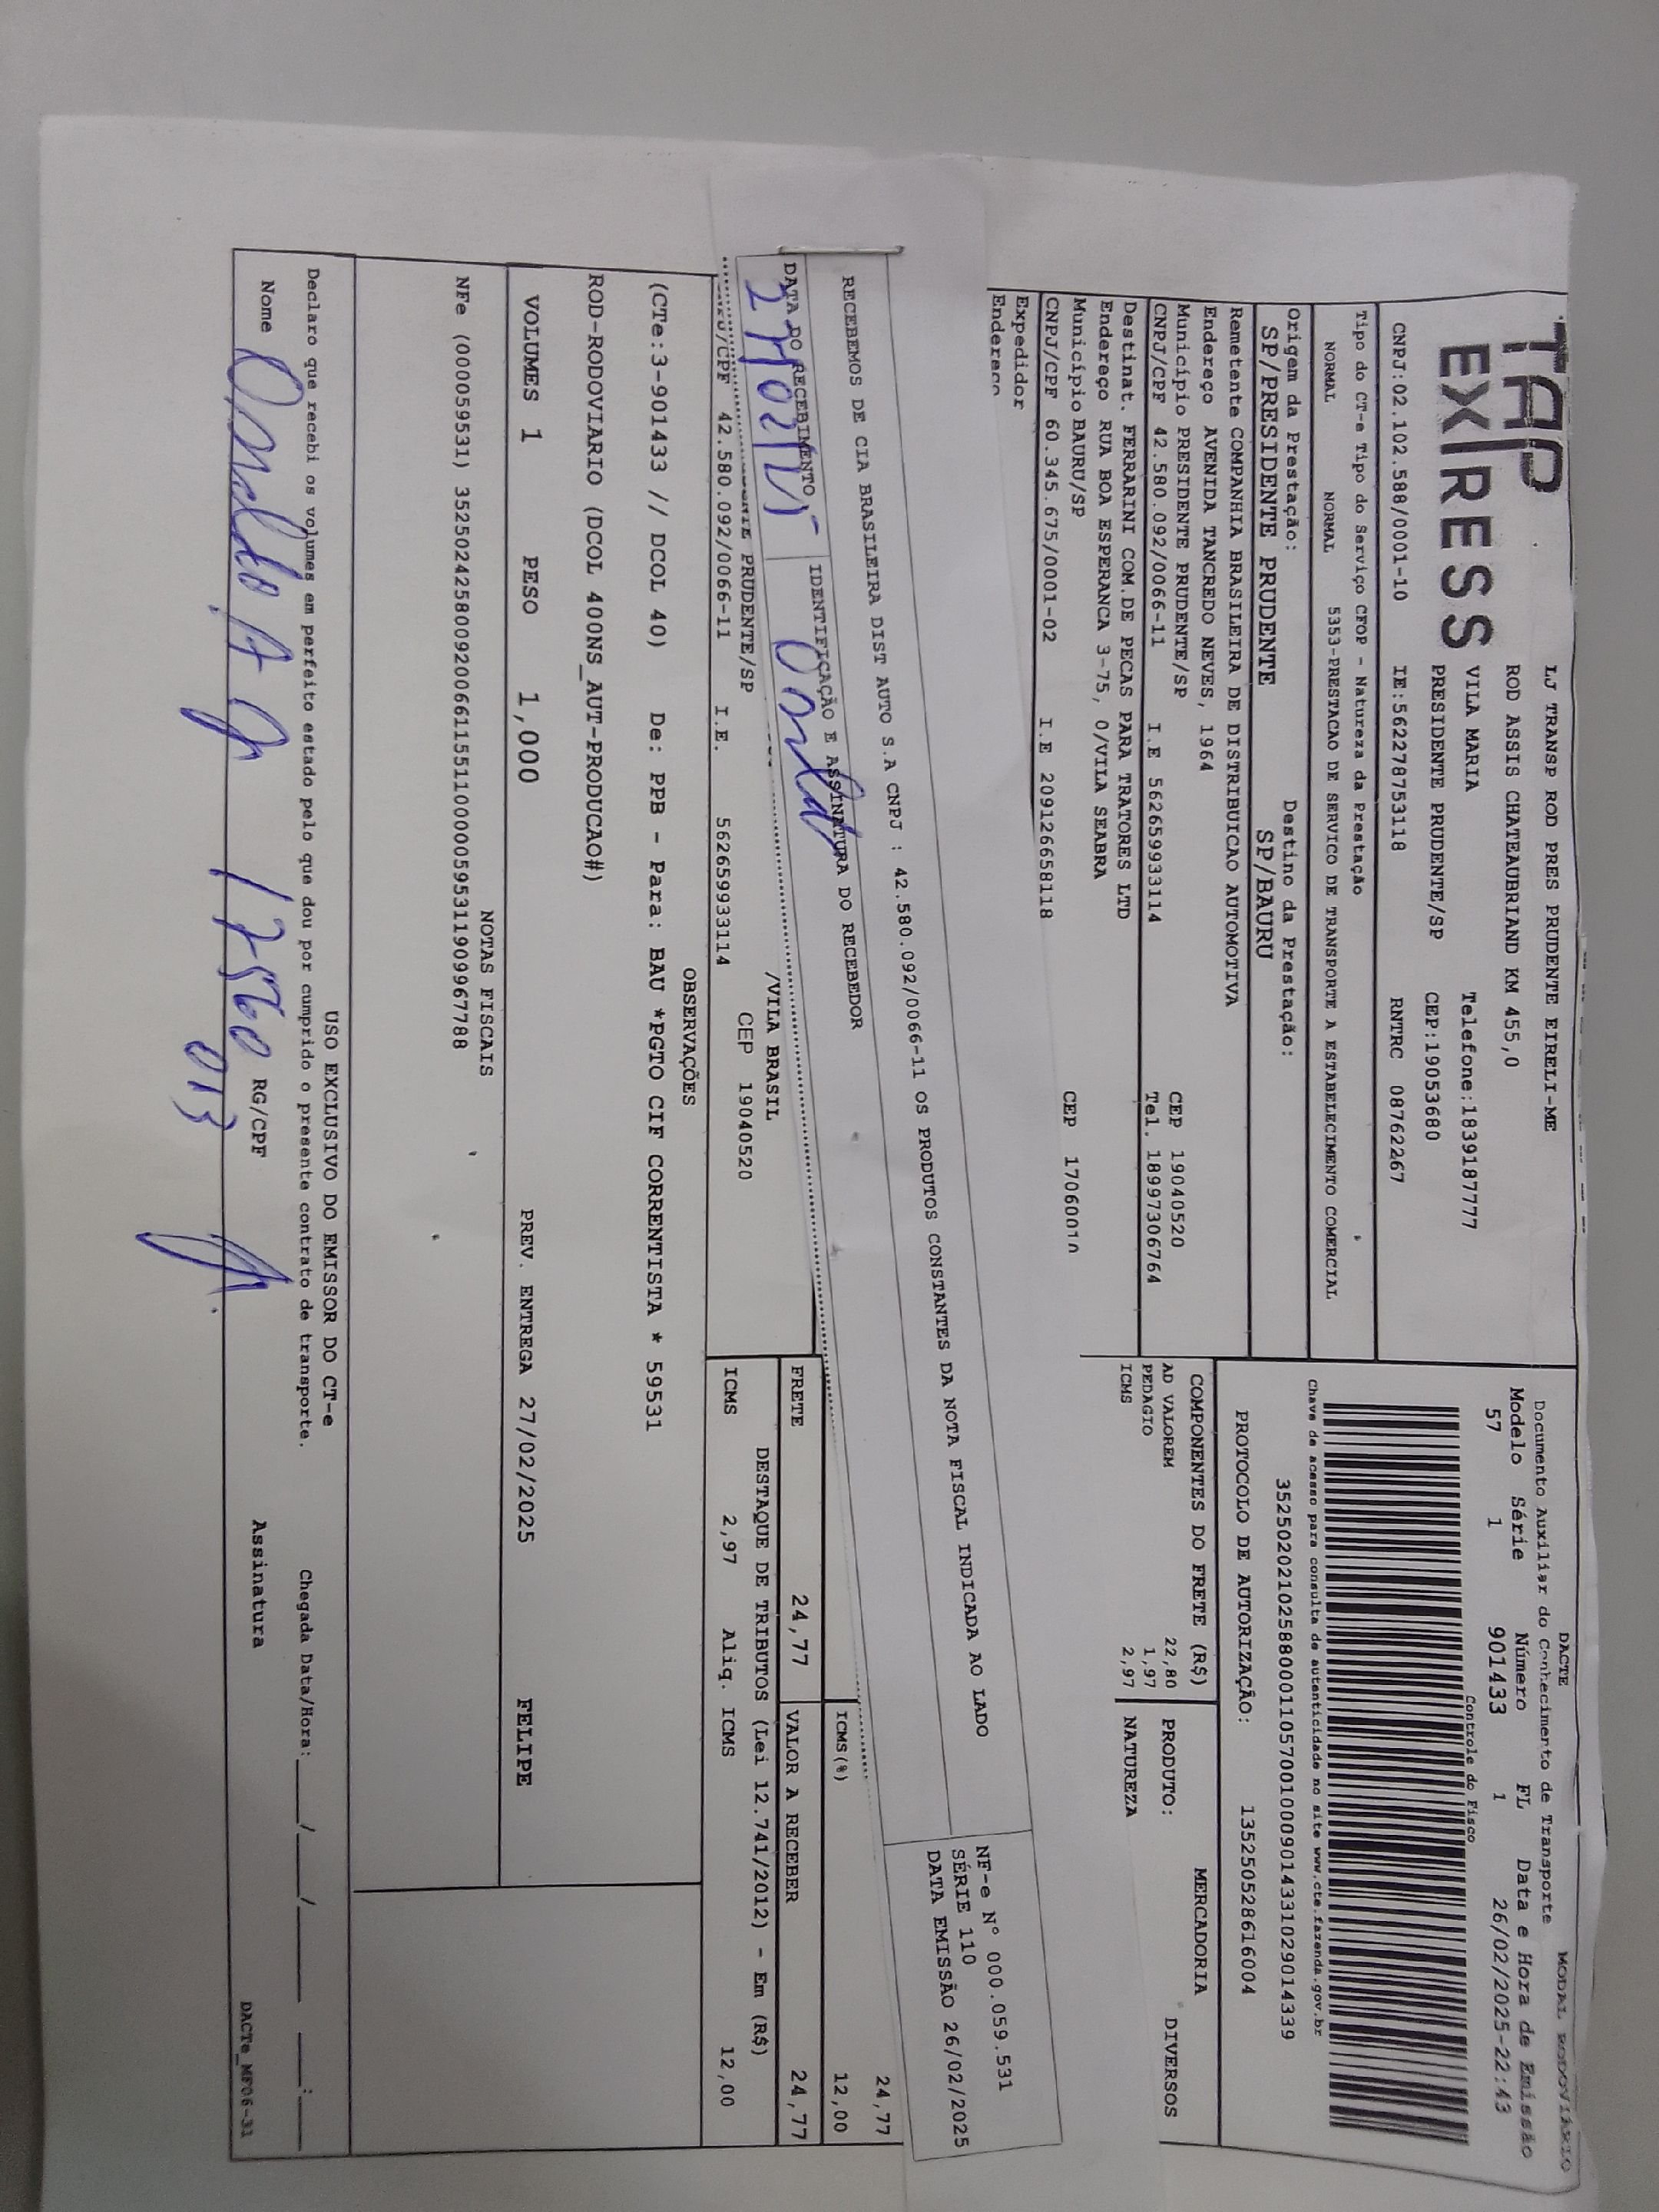 TAP
EXPRESS
LJ TRANSP ROD PRES PRUDENTE EIRELI-ME
ROD ASSIS CHATEAUBRIAND KM 455,0
VILA MARIA Telefone:1839187777
PRESIDENTE PRUDENTE/SP CEP:19053680
CNPJ:02.102.588/0001-10 IE:562278753118 RNTRC 08762267
DACTE MODAL RODOVIÁRIO
Documento Auxiliar do Conhecimento de Transporte
Modelo Série Número FL Data e Hora de Emissão
57 1 901433 1 26/02/2025-22:43
Controle do Fisco
Chave de acesso para consulta de autenticidade no site www.cte.fazenda.gov.br
35250202102588000110570010009014331029014339
PROTOCOLO DE AUTORIZAÇÃO: 135250528616004
Tipo do CT-e Tipo do Serviço CFOP - Natureza da Prestação
NORMAL NORMAL 5353-PRESTACAO DE SERVICO DE TRANSPORTE A ESTABELECIMENTO COMERCIAL
Origem da Prestação: Destino da Prestação:
SP/PRESIDENTE PRUDENTE SP/BAURU
Remetente COMPANHIA BRASILEIRA DE DISTRIBUICAO AUTOMOTIVA
Endereço AVENIDA TANCREDO NEVES, 1964
Município PRESIDENTE PRUDENTE/SP CEP 19040520
CNPJ/CPF 42.580.092/0066-11 I.E 562659933114 Tel. 18997306764
Destinat. FERRARINI COM.DE PECAS PARA TRATORES LTD
Endereço RUA BOA ESPERANCA 3-75, 0/VILA SEABRA
Município BAURU/SP CEP 17060010
CNPJ/CPF 60.345.675/0001-02 I.E 209126658118
Expedidor
Endereço
COMPONENTES DO FRETE (R$) MERCADORIA
AD VALOREM 22,80 PRODUTO: DIVERSOS
PEDAGIO 1,97
ICMS 2,97 NATUREZA
RECEBEMOS DE CIA BRASILEIRA DIST AUTO S.A CNPJ : 42.580.092/0066-11 OS PRODUTOS CONSTANTES DA NOTA FISCAL INDICADA AO LADO
DATA DO RECEBIMENTO IDENTIFICAÇÃO E ASSINATURA DO RECEBEDOR
NF-e Nº 000.059.531
SÉRIE 110
DATA EMISSÃO 26/02/2025
24,77
ICMS(%) 12,00
FRETE 24,77 VALOR A RECEBER 24,77
/VILA BRASIL
PRUDENTE/SP CEP 19040520
/CPF 42.580.092/0066-11 I.E. 562659933114
DESTAQUE DE TRIBUTOS (Lei 12.741/2012) - Em (R$)
ICMS 2,97 Aliq. ICMS 12,00
OBSERVAÇÕES
(CTe:3-901433 // DCOL 40) De: PPB - Para: BAU *PGTO CIF CORRENTISTA * 59531
ROD-RODOVIARIO (DCOL 400NS_AUT-PRODUCAO#)
VOLUMES 1 PESO 1,000 PREV. ENTREGA 27/02/2025 FELIPE
NOTAS FISCAIS
NFe (000059531) 35250242580092006611551100000595311909967788
USO EXCLUSIVO DO EMISSOR DO CT-e
Declaro que recebi os volumes em perfeito estado pelo que dou por cumprido o presente contrato de transporte. Chegada Data/Hora:___/___/_____ ___:___
Nome RG/CPF Assinatura
17560
013
DACTe_MF06-31